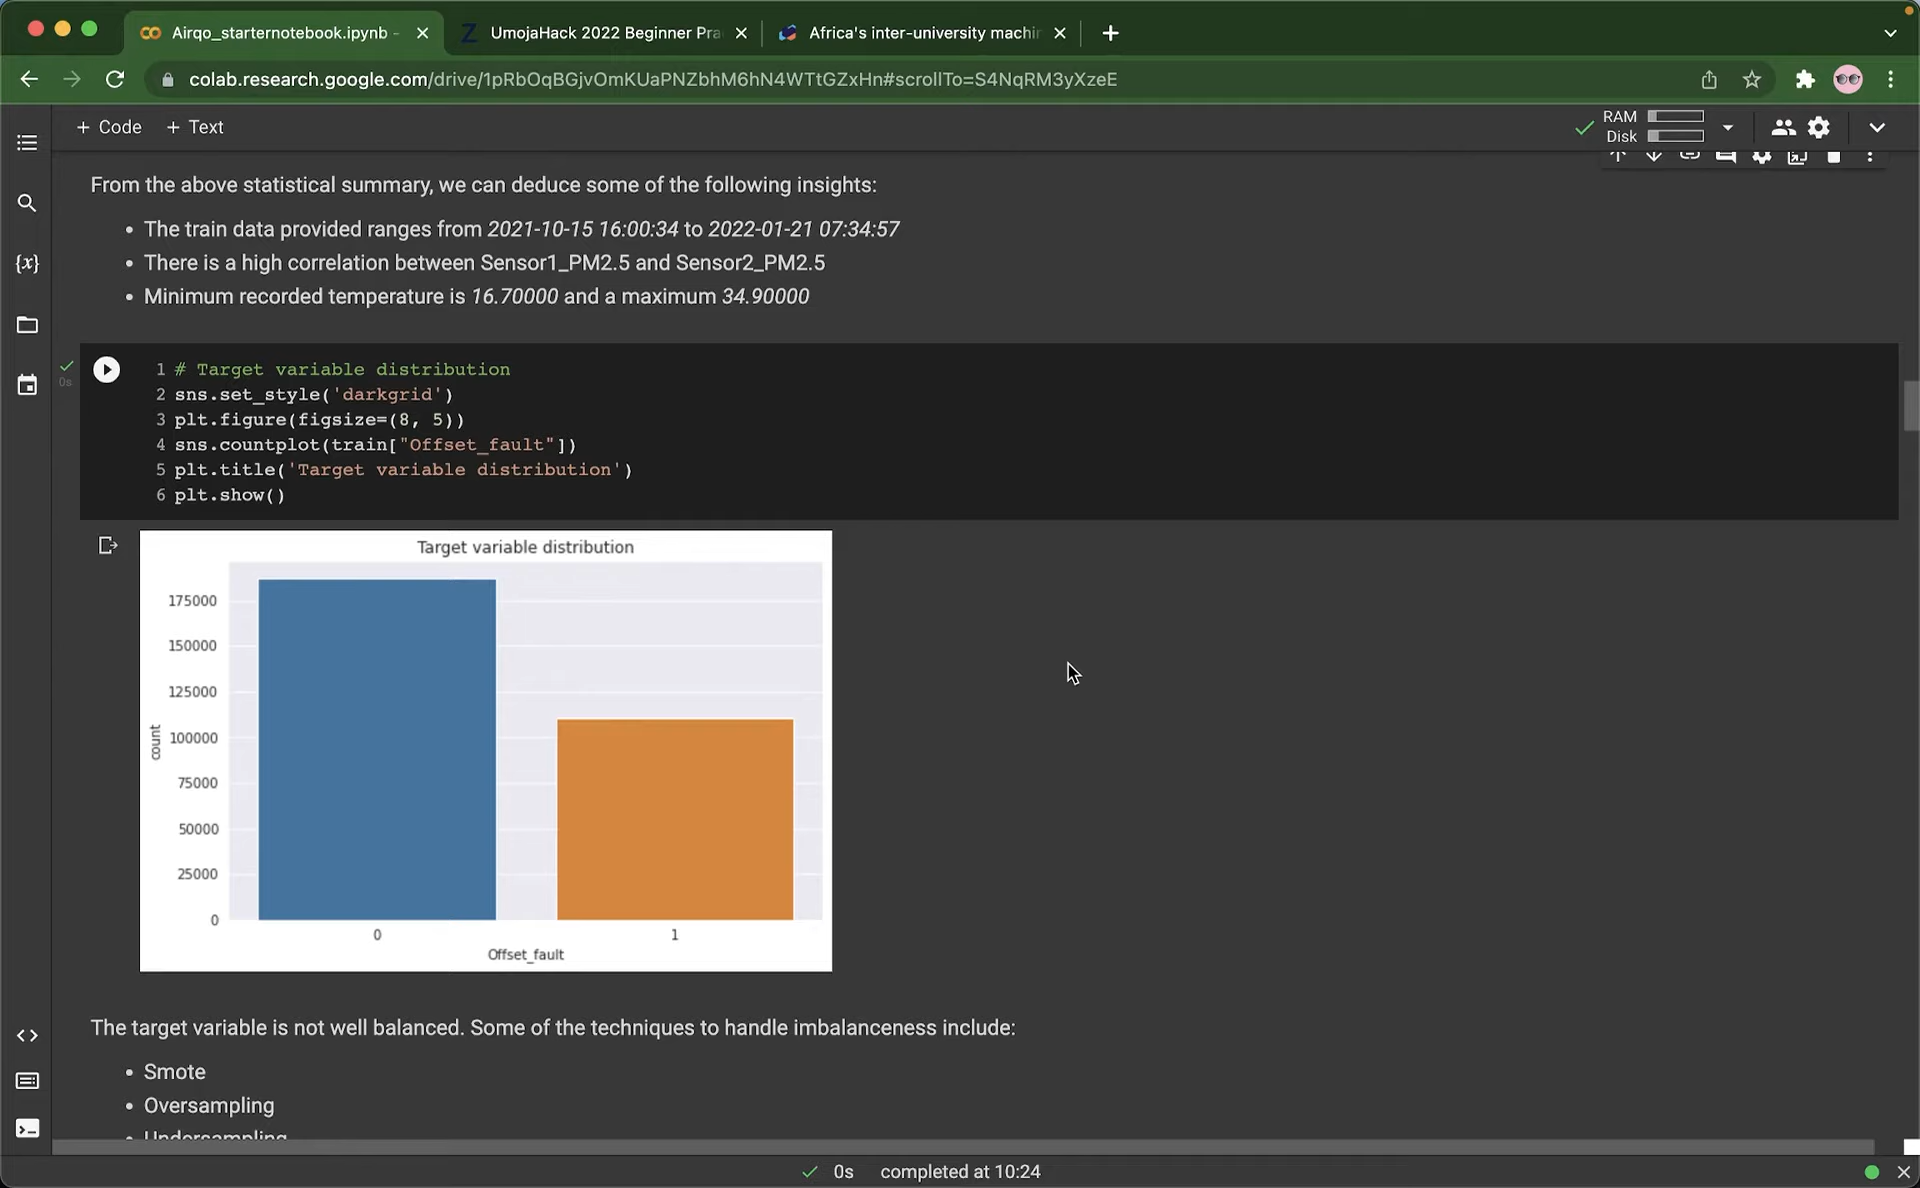 Airqo_starternotebook.ipynb -
UmojaHack 2022 Beginner Pra
Africa's inter-university machin
colab.research.google.com/drive/1pRbOqBGjvOmKUaPNZbhM6hN4WTtGZxHn#scrollTo=S4NqRM3yXzeE
+ Code + Text
RAM
Disk
From the above statistical summary, we can deduce some of the following insights:
• The train data provided ranges from 2021-10-15 16:00:34 to 2022-01-21 07:34:57
• There is a high correlation between Sensor1_PM2.5 and Sensor2_PM2.5
• Minimum recorded temperature is 16.70000 and a maximum 34.90000
{x}
0s
1 # Target variable distribution
2 sns.set_style('darkgrid')
3 plt.figure(figsize=(8, 5))
4 sns.countplot(train["Offset_fault"])
5 plt.title('Target variable distribution')
6 plt.show()
Target variable distribution
175000
150000
125000
100000
75000
50000
25000
0
count
0 1
Offset_fault
The target variable is not well balanced. Some of the techniques to handle imbalanceness include:
• Smote
• Oversampling
• Undersampling
0s completed at 10:24